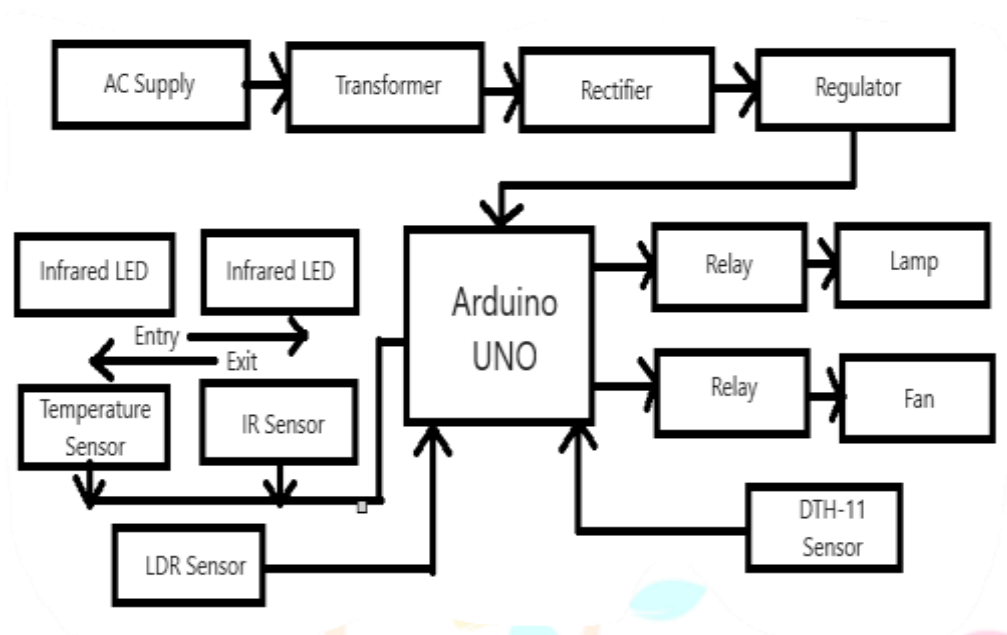 AC Supply
Transformer
Rectifier
Regulator
Infrared LED
Infrared LED
Entry
Exit
Temperature
Sensor
IR Sensor
LDR Sensor
Arduino
UNO
Relay
Lamp
Relay
Fan
DTH-11
Sensor